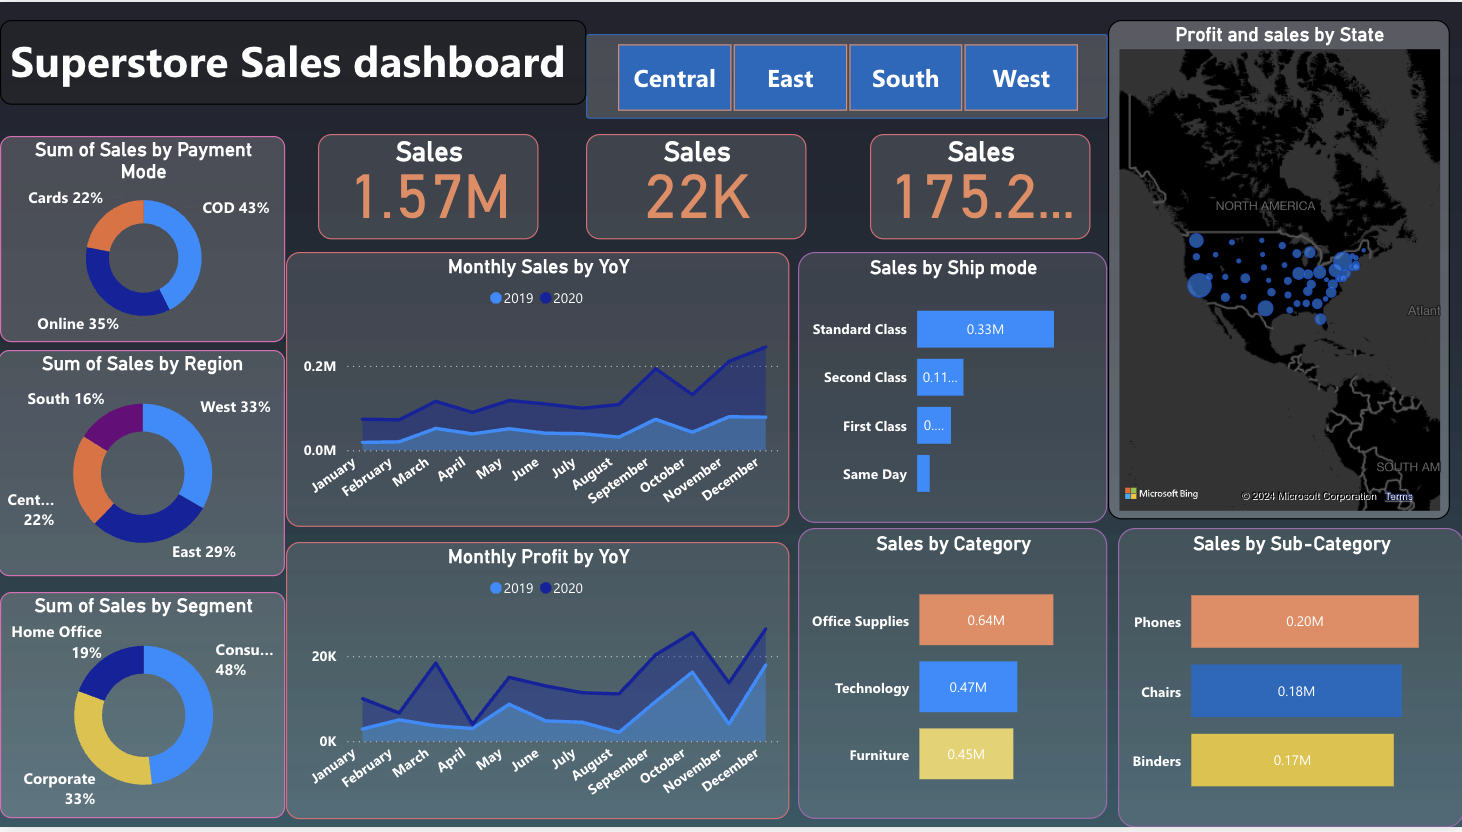 Superstore Sales dashboard
Central
East
South
West
Profit and sales by State
NORTH AMERICA
Atlant
SOUTH AM
Microsoft Bing
© 2024 Microsoft Corporation Terms
Sum of Sales by Payment
Mode
Cards 22%
COD 43%
Online 35%
Sales
1.57M
Sales
22K
Sales
175.2...
Sum of Sales by Region
South 16%
West 33%
Cent...
22%
East 29%
Sum of Sales by Segment
Home Office
19%
Consu...
48%
Corporate
33%
Monthly Sales by YoY
2019 2020
0.2M
0.0M
January
February
March
April
May
June
July
August
September
October
November
December
Monthly Profit by YoY
2019 2020
20K
0K
January
February
March
April
May
June
July
August
September
October
November
December
Sales by Ship mode
Standard Class 0.33M
Second Class 0.11...
First Class 0....
Same Day
Sales by Category
Office Supplies 0.64M
Technology 0.47M
Furniture 0.45M
Sales by Sub-Category
Phones 0.20M
Chairs 0.18M
Binders 0.17M